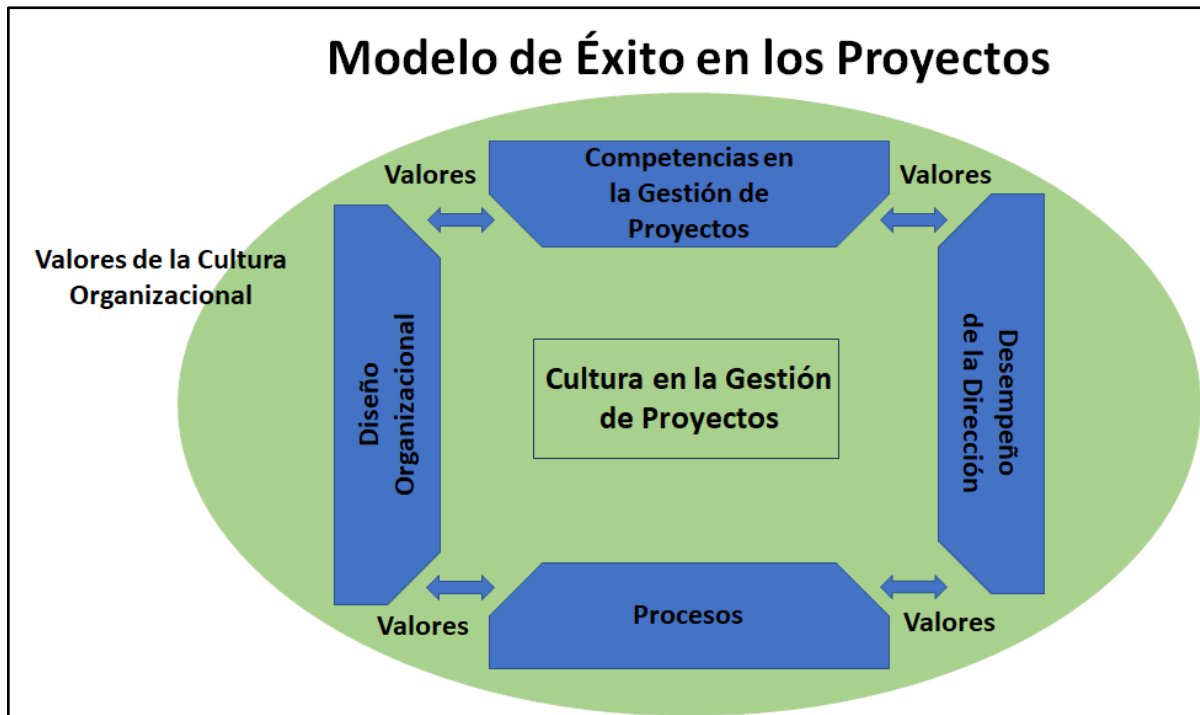 Modelo de Éxito en los Proyectos
Valores
Competencias en
la Gestión de
Proyectos
Valores
Valores de la Cultura
Organizacional
Diseño
Organizacional
Cultura en la Gestión
de Proyectos
Desempeño
de la Dirección
Valores
Procesos
Valores